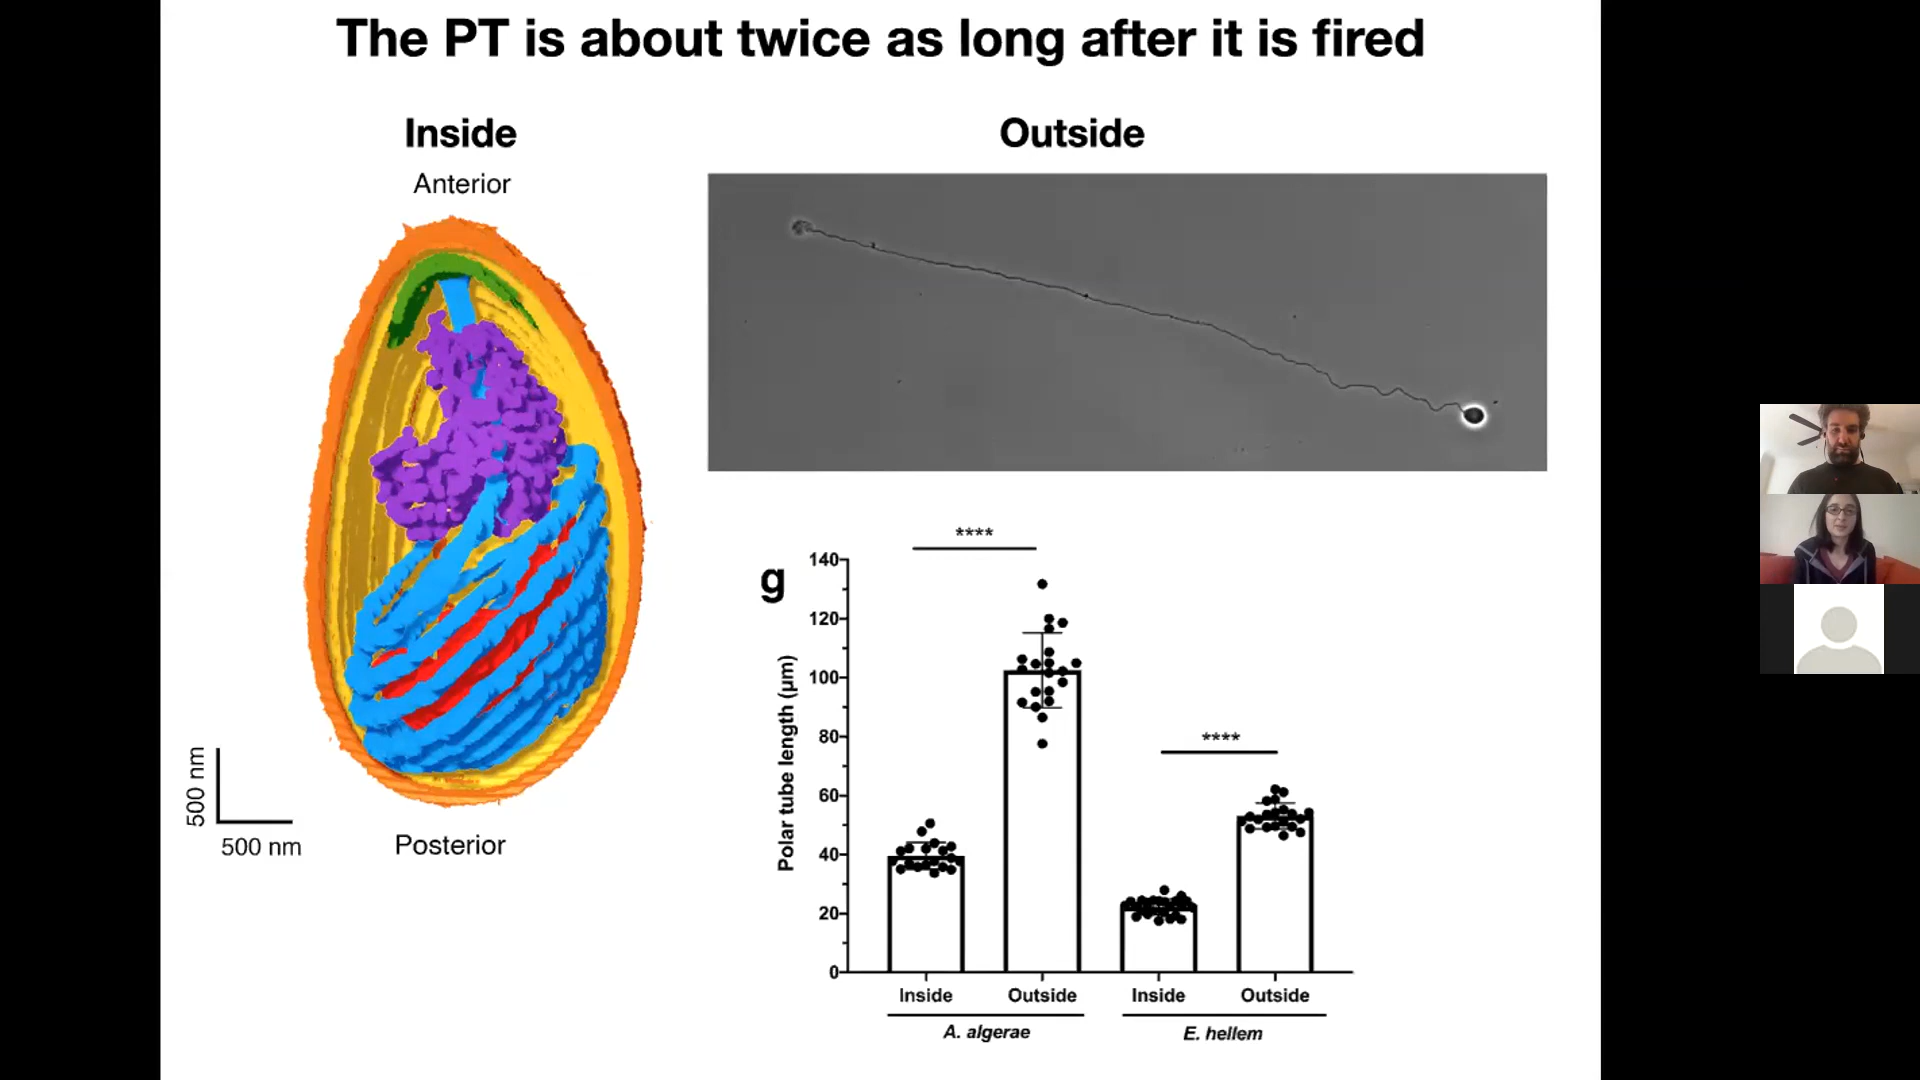 The PT is about twice as long after it is fired
Inside
Anterior
500 nm
500 nm
Posterior
Outside
g
****
****
Polar tube length (μm)
140
120
100
80
60
40
20
0
Inside
Outside
Inside
Outside
A. algerae
E. hellem